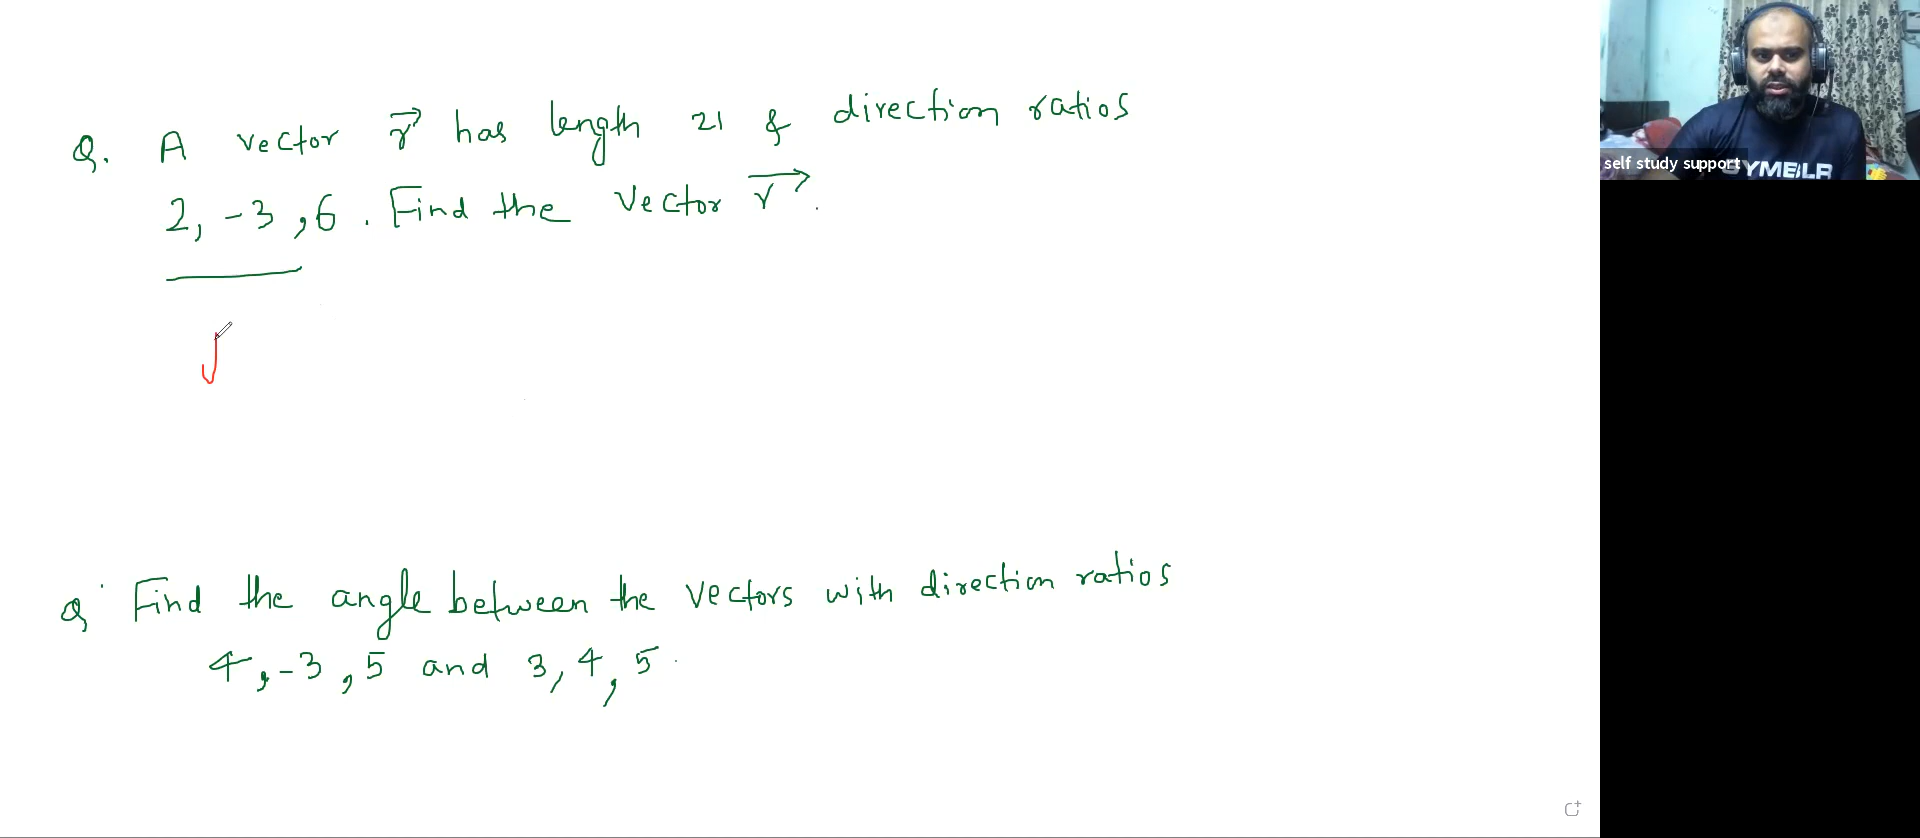 Q. A vector r⃗ has length 21 & direction ratios
2, -3, 6. Find the vector r⃗.
Q. Find the angle between the vectors with direction ratios
4, -3, 5 and 3, 4, 5.
self study support